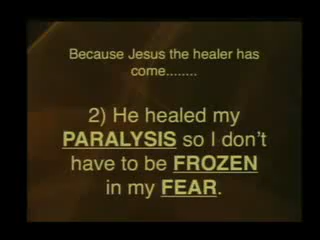 Because Jesus the healer has
come........
2) He healed my
PARALYSIS so I don't
have to be FROZEN
in my FEAR.